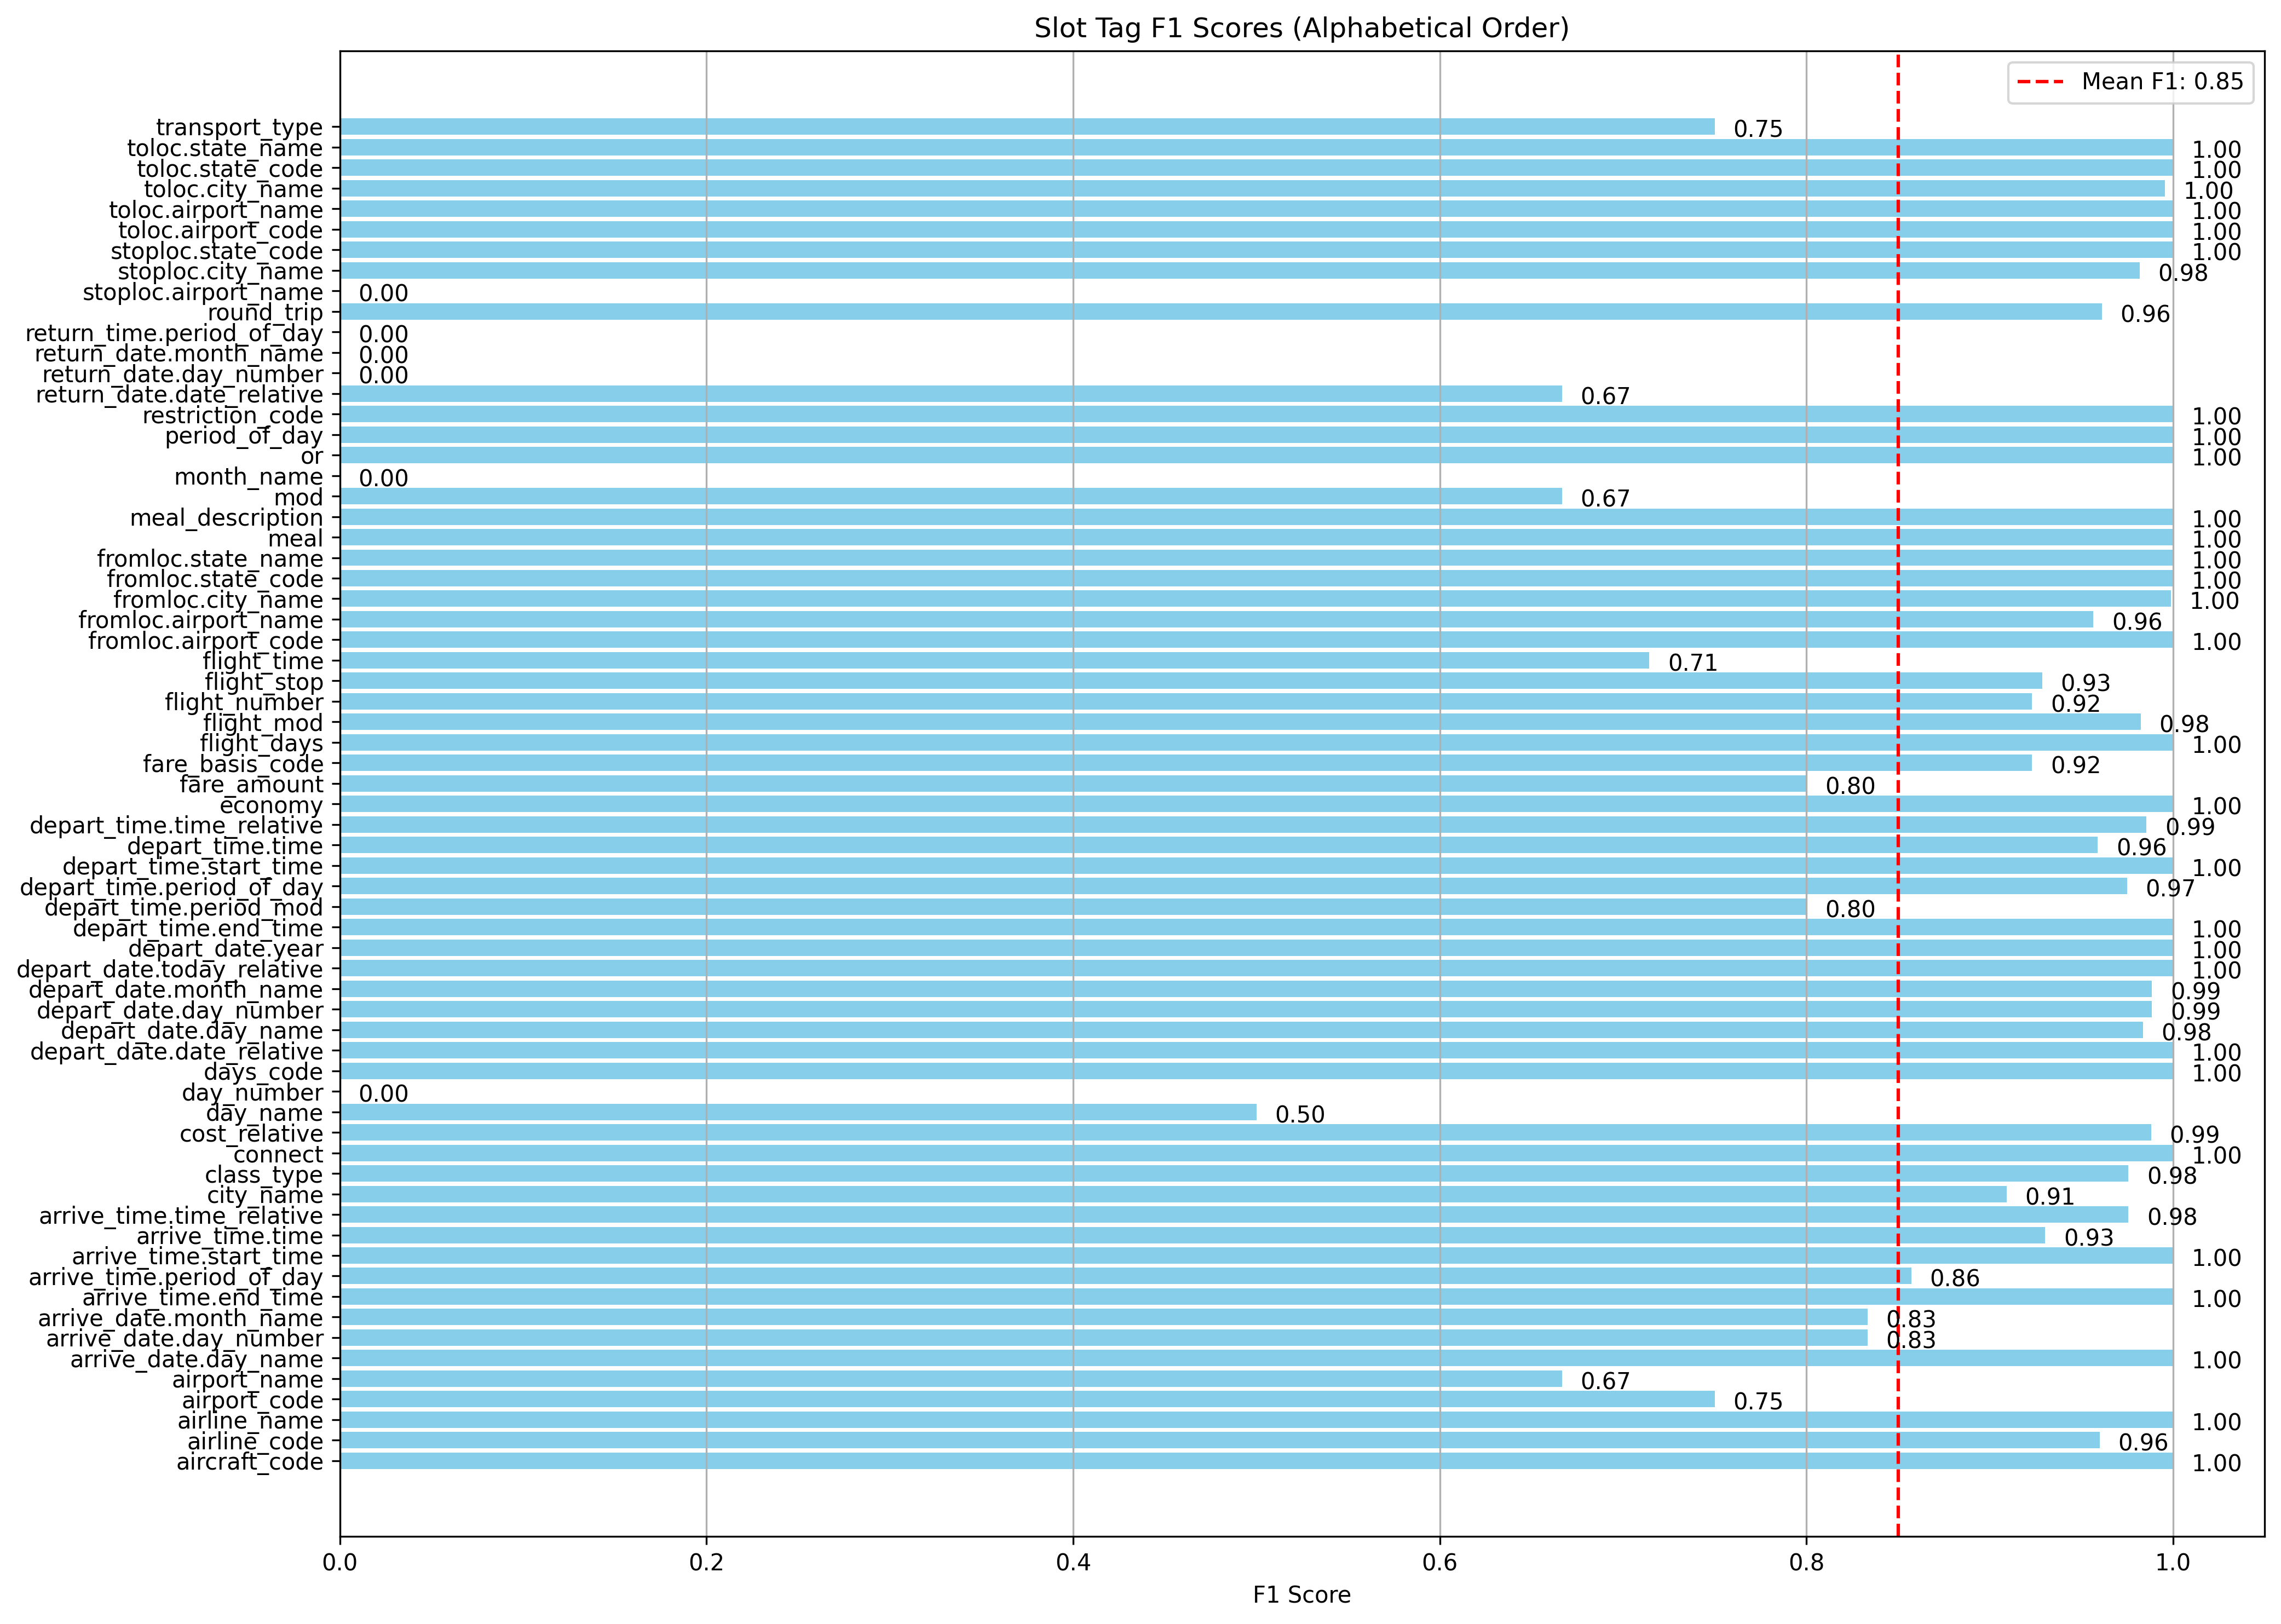 Slot Tag F1 Scores (Alphabetical Order)
Mean F1: 0.85
transport_type 0.75
toloc.state_name 1.00
toloc.state_code 1.00
toloc.city_name 1.00
toloc.airport_name 1.00
toloc.airport_code 1.00
stoploc.state_code 1.00
stoploc.city_name 0.98
stoploc.airport_name 0.00
round_trip 0.96
return_time.period_of_day 0.00
return_date.month_name 0.00
return_date.day_number 0.00
return_date.date_relative 0.67
restriction_code 1.00
period_of_day 1.00
or 1.00
month_name 0.00
mod 0.67
meal_description 1.00
meal 1.00
fromloc.state_name 1.00
fromloc.state_code 1.00
fromloc.city_name 1.00
fromloc.airport_name 0.96
fromloc.airport_code 1.00
flight_time 0.71
flight_stop 0.93
flight_number 0.92
flight_mod 0.98
flight_days 1.00
fare_basis_code 0.92
fare_amount 0.80
economy 1.00
depart_time.time_relative 0.99
depart_time.time 0.96
depart_time.start_time 1.00
depart_time.period_of_day 0.97
depart_time.period_mod 0.80
depart_time.end_time 1.00
depart_date.year 1.00
depart_date.today_relative 1.00
depart_date.month_name 0.99
depart_date.day_number 0.99
depart_date.day_name 0.98
depart_date.date_relative 1.00
days_code 1.00
day_number 0.00
day_name 0.50
cost_relative 0.99
connect 1.00
class_type 0.98
city_name 0.91
arrive_time.time_relative 0.98
arrive_time.time 0.93
arrive_time.start_time 1.00
arrive_time.period_of_day 0.86
arrive_time.end_time 1.00
arrive_date.month_name 0.83
arrive_date.day_number 0.83
arrive_date.day_name 1.00
airport_name 0.67
airport_code 0.75
airline_name 1.00
airline_code 0.96
aircraft_code 1.00
0.0 0.2 0.4 0.6 0.8 1.0
F1 Score